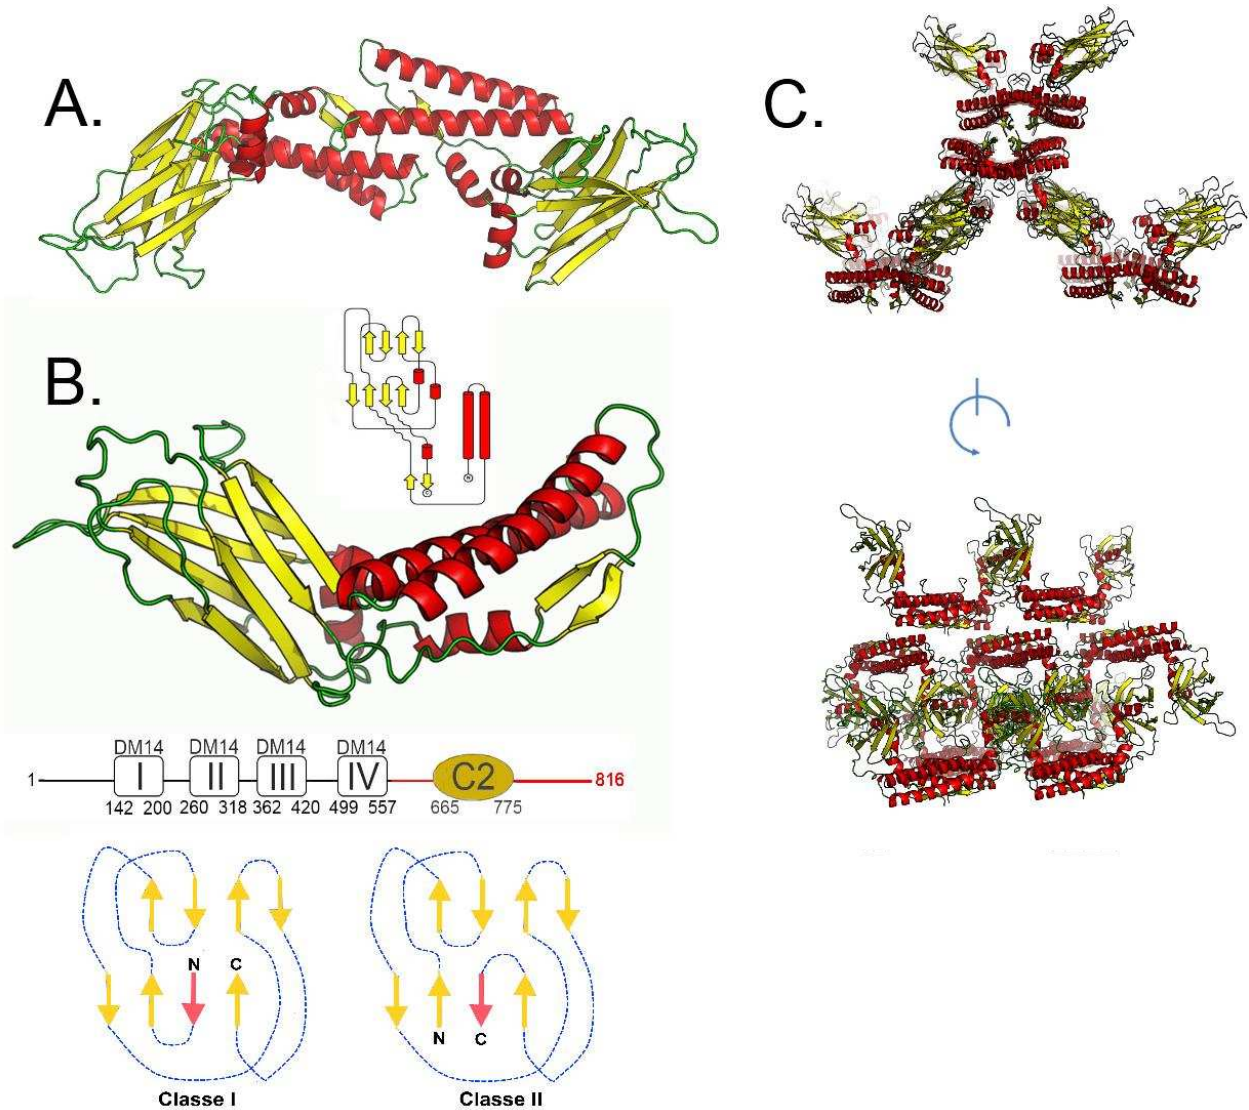 A.
C.
B.
N
C
DM14 DM14 DM14 DM14
1 I II III IV C2 816
142 200 260 318 362 420 499 557 665 775
N C
N C
Classe I Classe II